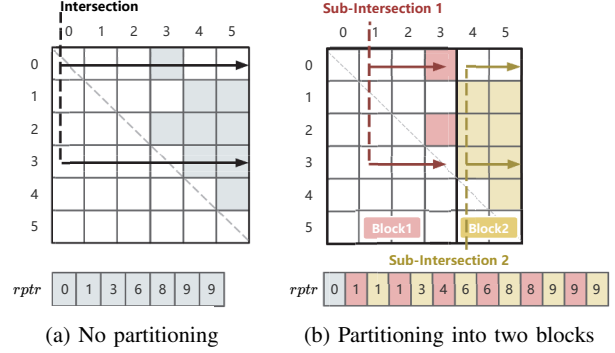 Intersection
0 1 2 3 4 5
0
1
2
3
4
5
rptr 0 1 3 6 8 9 9
(a) No partitioning
Sub-Intersection 1
0 1 2 3 4 5
0
1
2
3
4
5
Block1 Block2
Sub-Intersection 2
rptr 0 1 1 1 3 4 6 6 8 8 9 9 9
(b) Partitioning into two blocks